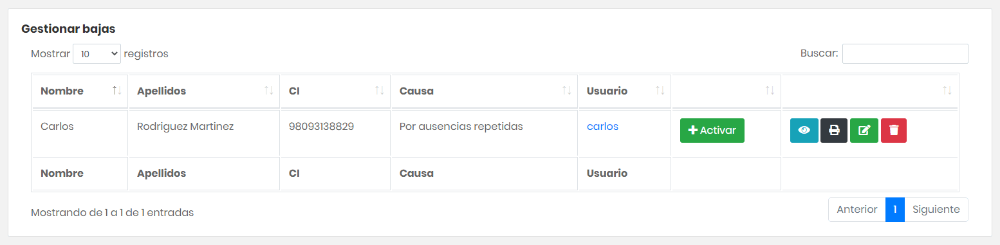 Gestionar bajas
Mostrar 10 registros Buscar:
Nombre Apellidos CI Causa Usuario
Carlos Rodriguez Martinez 98093138829 Por ausencias repetidas carlos Activar
Nombre Apellidos CI Causa Usuario
Mostrando de 1 a 1 de 1 entradas Anterior 1 Siguiente